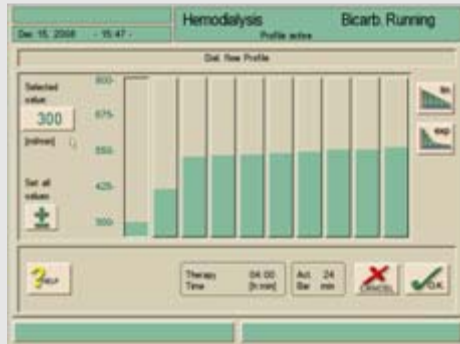 Hemodialysis
Bicarb. Running
Dec 15, 2008 - 15:47 -
Profile active
Dial. flow Profile
Selected
value:
300
[ml/min]
Set all
values
800-
675-
550-
425-
300-
lin
exp
HELP
Therapy 04:00
Time [h:min]
Act. 24
Bar min
CANCEL
O.K.